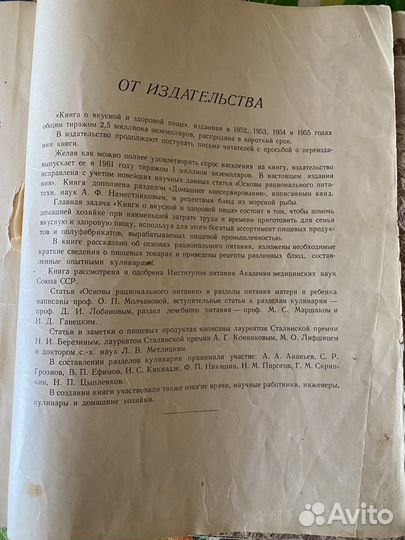 ОТ ИЗДАТЕЛЬСТВА
«Книга о вкусной и здоровой пище», изданная в 1952, 1953, 1954 и 1955 годах
общим тиражом 2,5 миллиона экземпляров, распродана в короткий срок.
В издательство продолжают поступать письма читателей с просьбой о переизда-
нии книги.
Желая как можно полнее удовлетворить спрос населения на книгу, издательство
выпускает ее в 1961 году тиражом 1 миллион экземпляров. В настоящем издании
исправлена с учетом новейших научных данных статья «Основы рационального пита-
ния». Книга дополнена разделом «Домашнее консервирование», написанным канд.
техн. наук А. Ф. Наместниковым, и рецептами блюд из морской рыбы.
Главная задача «Книги о вкусной и здоровой пище» состоит в том, чтобы помочь
домашней хозяйке при наименьшей затрате труда и времени приготовить для семьи
вкусную и здоровую пищу, используя для этого богатый ассортимент пищевых продук-
тов и полуфабрикатов, вырабатываемых пищевой промышленностью.
В книге рассказано об основах рационального питания, изложены необходимые
краткие сведения о пищевых товарах и приведены рецепты различных блюд, состав-
ленные опытными кулинарами.
Книга рассмотрена и одобрена Институтом питания Академии медицинских наук
Союза ССР.
Статья «Основы рационального питания» и разделы питания матери и ребенка
написаны проф. О. П. Молчановой, вступительные статьи к разделам кулинарии —
проф. Д. И. Лобановым, раздел лечебного питания — проф. М. С. Маршаком и
И. Д. Ганецким.
Статьи и заметки о пищевых продуктах написаны лауреатом Сталинской премии
Н. И. Березиным, лауреатом Сталинской премии А. Г. Кониковым, М. О. Лифшицем
и доктором с.-х. наук Л. В. Метлицким.
В составлении разделов кулинарии принимали участие: А. А. Ананьев, С. Р.
Грознов, В. П. Ефимов, Н. С. Киквадзе, Ф. П. Никашин, Н. М. Пирогов, Г. М. Скрип-
кин, Н. П. Цыпленков.
В создании книги участвовали также многие врачи, научные работники, инженеры,
кулинары и домашние хозяйки.
Avito